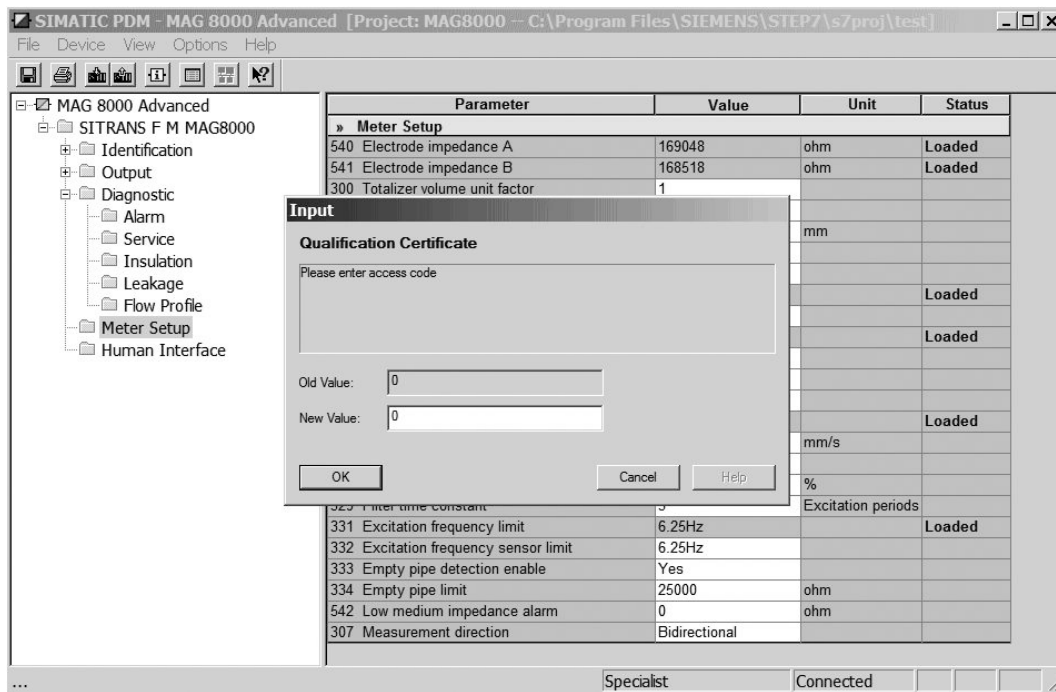 SIMATIC PDM - MAG 8000 Advanced [Project: MAG8000 -- C:\Program Files\SIEMENS\STEP7\s7proj\test]
File Device View Options Help
MAG 8000 Advanced
SITRANS F M MAG8000
Identification
Output
Diagnostic
Alarm
Service
Insulation
Leakage
Flow Profile
Meter Setup
Human Interface
Parameter Value Unit Status
» Meter Setup
540 Electrode impedance A 169048 ohm Loaded
541 Electrode impedance B 168518 ohm Loaded
300 Totalizer volume unit factor 1
mm
Loaded
Loaded
Loaded
mm/s
%
Filter time constant Excitation periods
331 Excitation frequency limit 6.25Hz Loaded
332 Excitation frequency sensor limit 6.25Hz
333 Empty pipe detection enable Yes
334 Empty pipe limit 25000 ohm
542 Low medium impedance alarm 0 ohm
307 Measurement direction Bidirectional
Input
Qualification Certificate
Please enter access code
Old Value: 0
New Value: 0
OK Cancel Help
... Specialist Connected